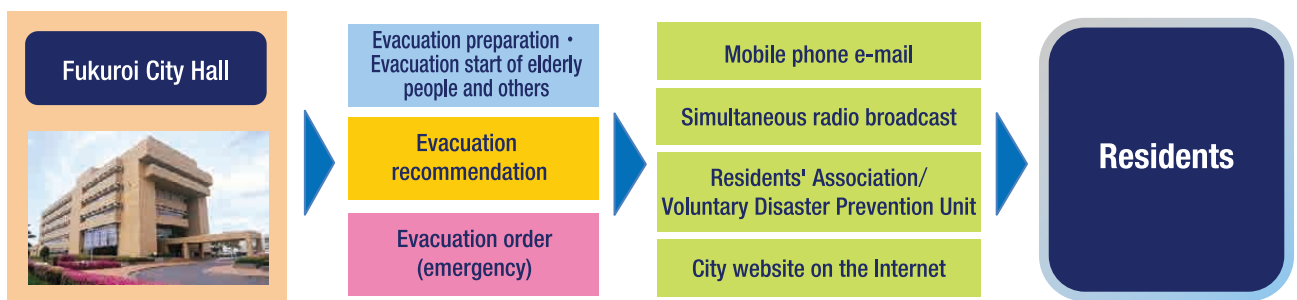 Fukuroi City Hall
Evacuation preparation・
Evacuation start of elderly
people and others
Evacuation
recommendation
Evacuation order
(emergency)
Mobile phone e-mail
Simultaneous radio broadcast
Residents' Association/
Voluntary Disaster Prevention Unit
City website on the Internet
Residents